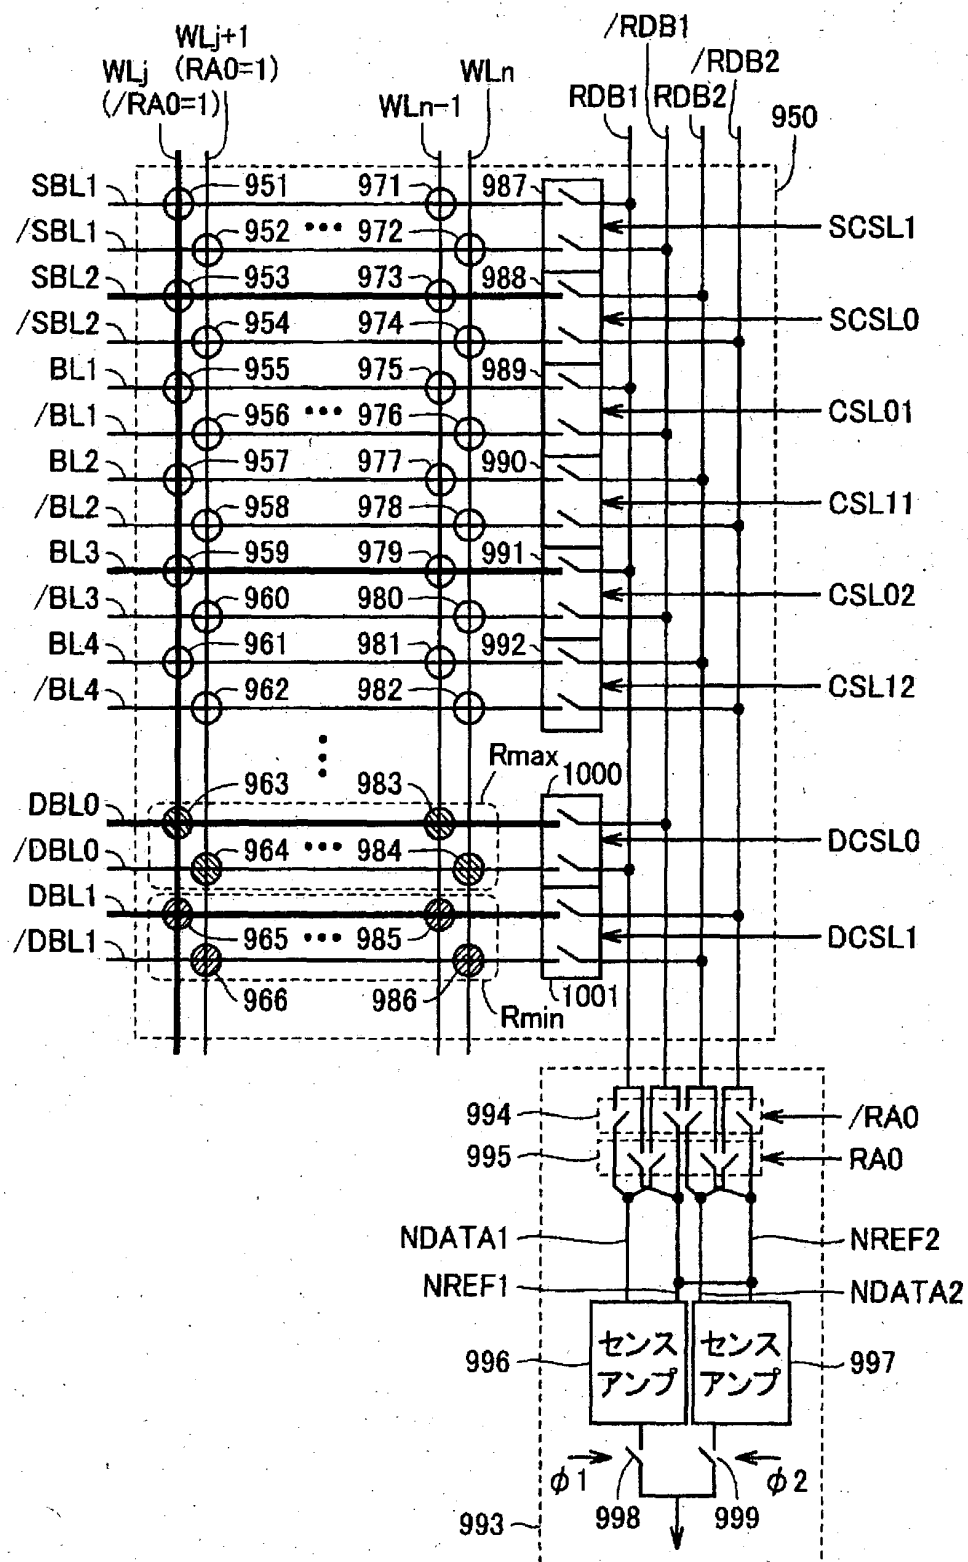 WLj+1
(RA0=1)
WLj
(/RA0=1)
WLn
WLn-1
/RDB1
/RDB2
RDB1
RDB2
950
SBL1
951
971
987
SCSL1
/SBL1
952
972
SBL2
953
973
988
SCSL0
/SBL2
954
974
BL1
955
975
989
CSL01
/BL1
956
976
BL2
957
977
990
CSL11
/BL2
958
978
BL3
959
979
991
CSL02
/BL3
960
980
BL4
961
981
992
CSL12
/BL4
962
982
Rmax
1000
DBL0
963
983
DCSL0
/DBL0
964
984
DBL1
965
985
DCSL1
/DBL1
966
986
1001
Rmin
994
/RA0
995
RA0
NDATA1
NREF2
NREF1
NDATA2
996
センス
アンプ
センス
アンプ
997
φ1
φ2
998
999
993